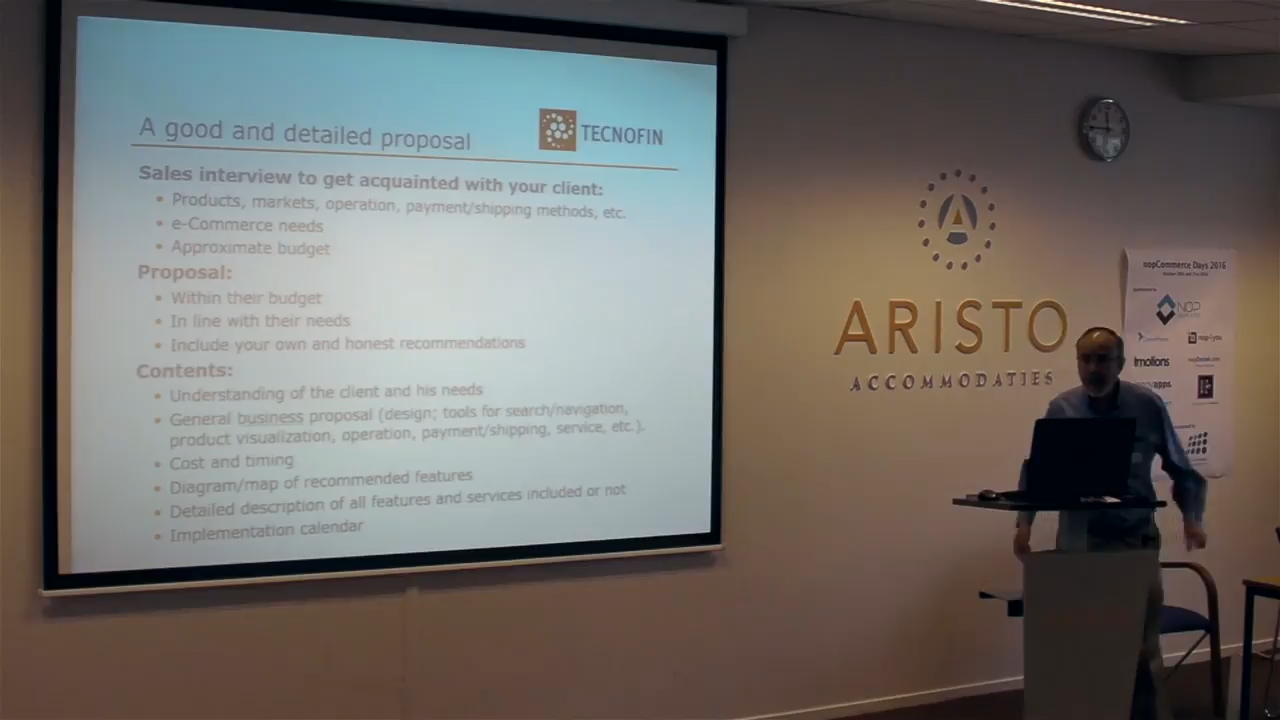 A good and detailed proposal
TECNOFIN
Sales interview to get acquainted with your client:
• Products, markets, operation, payment/shipping methods, etc.
• e-Commerce needs
• Approximate budget
Proposal:
• Within their budget
• In line with their needs
• Include your own and honest recommendations
Contents:
• Understanding of the client and his needs
• General business proposal (design; tools for search/navigation,
product visualization, operation, payment/shipping, service, etc.).
• Cost and timing
• Diagram/map of recommended features
• Detailed description of all features and services included or not
• Implementation calendar
A
ARISTO
ACCOMMODATIES
nopCommerce Days 2016
NOP
nop4you